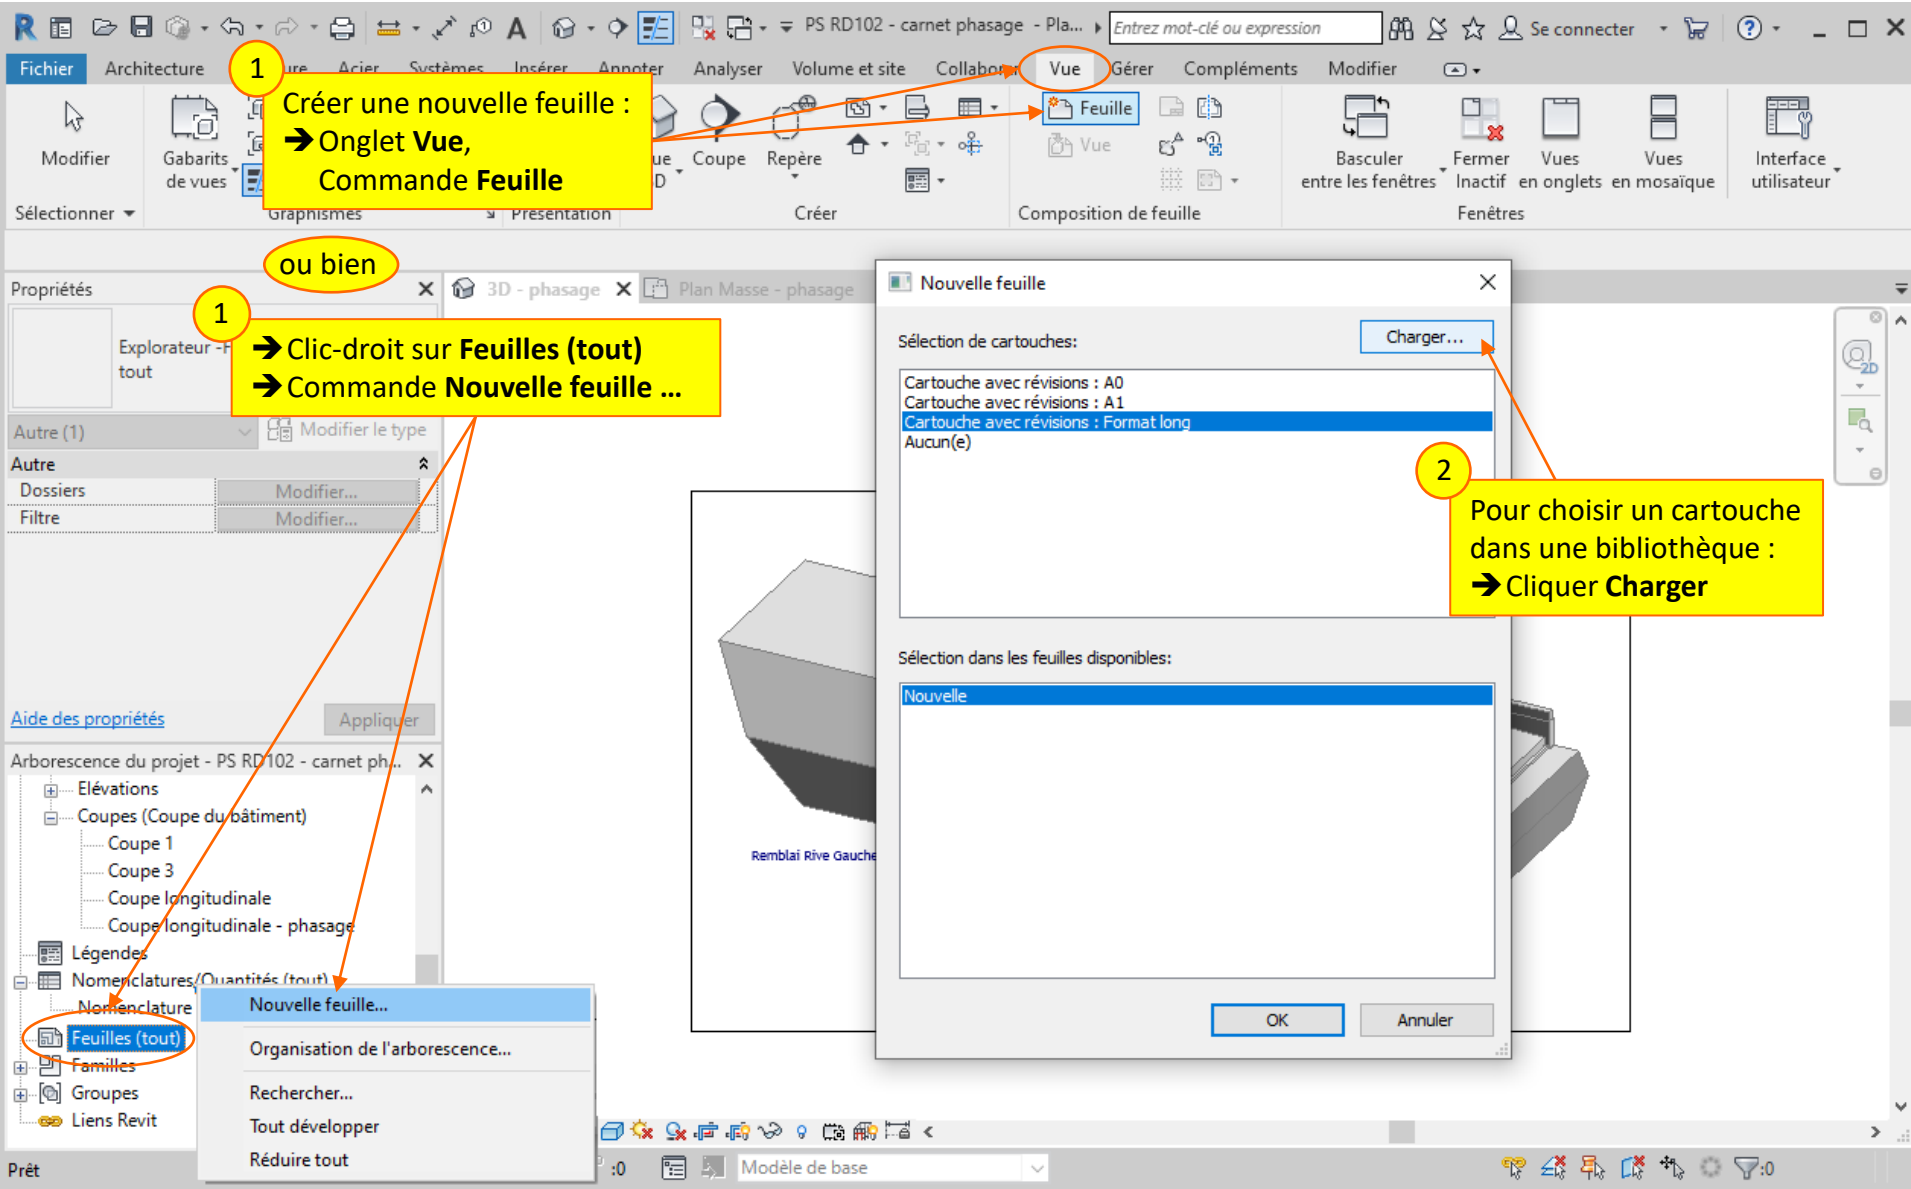 PS RD102 - carnet phasage - Pla...
Entrez mot-clé ou expression
Se connecter
Fichier Architecture Acier Systèmes Insérer Annoter Analyser Volume et site Collaborer Vue Gérer Compléments Modifier
1
Créer une nouvelle feuille :
➔ Onglet Vue,
Commande Feuille
Modifier
Gabarits
de vues
Coupe
Repère
Feuille
Vue
Basculer
entre les fenêtres
Fermer
Inactif
Vues
en onglets
Vues
en mosaïque
Interface
utilisateur
Sélectionner
Graphismes
Présentation
Créer
Composition de feuille
Fenêtres
ou bien
Propriétés
3D - phasage
Plan Masse - phasage
1
➔ Clic-droit sur Feuilles (tout)
➔ Commande Nouvelle feuille ...
Explorateur -
tout
Autre (1)
Modifier le type
Autre
Dossiers Modifier...
Filtre Modifier...
Aide des propriétés
Appliquer
Arborescence du projet - PS RD102 - carnet ph...
Elévations
Coupes (Coupe du bâtiment)
Coupe 1
Coupe 3
Coupe longitudinale
Coupe longitudinale - phasage
Légendes
Nomenclatures/Quantités (tout)
Nomenclature
Feuilles (tout)
Familles
Groupes
Liens Revit
Nouvelle feuille...
Organisation de l'arborescence...
Rechercher...
Tout développer
Réduire tout
Remblai Rive Gauche
Nouvelle feuille
Sélection de cartouches:
Charger...
Cartouche avec révisions : A0
Cartouche avec révisions : A1
Cartouche avec révisions : Format long
Aucun(e)
2
Pour choisir un cartouche
dans une bibliothèque :
➔ Cliquer Charger
Sélection dans les feuilles disponibles:
Nouvelle
OK
Annuler
2D
Prêt
:0
Modèle de base
:0